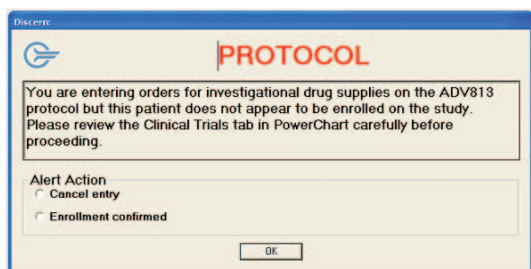 Discern:
PROTOCOL
You are entering orders for investigational drug supplies on the ADV813
protocol but this patient does not appear to be enrolled on the study.
Please review the Clinical Trials tab in PowerChart carefully before
proceeding.
Alert Action
Cancel entry
Enrollment confirmed
OK